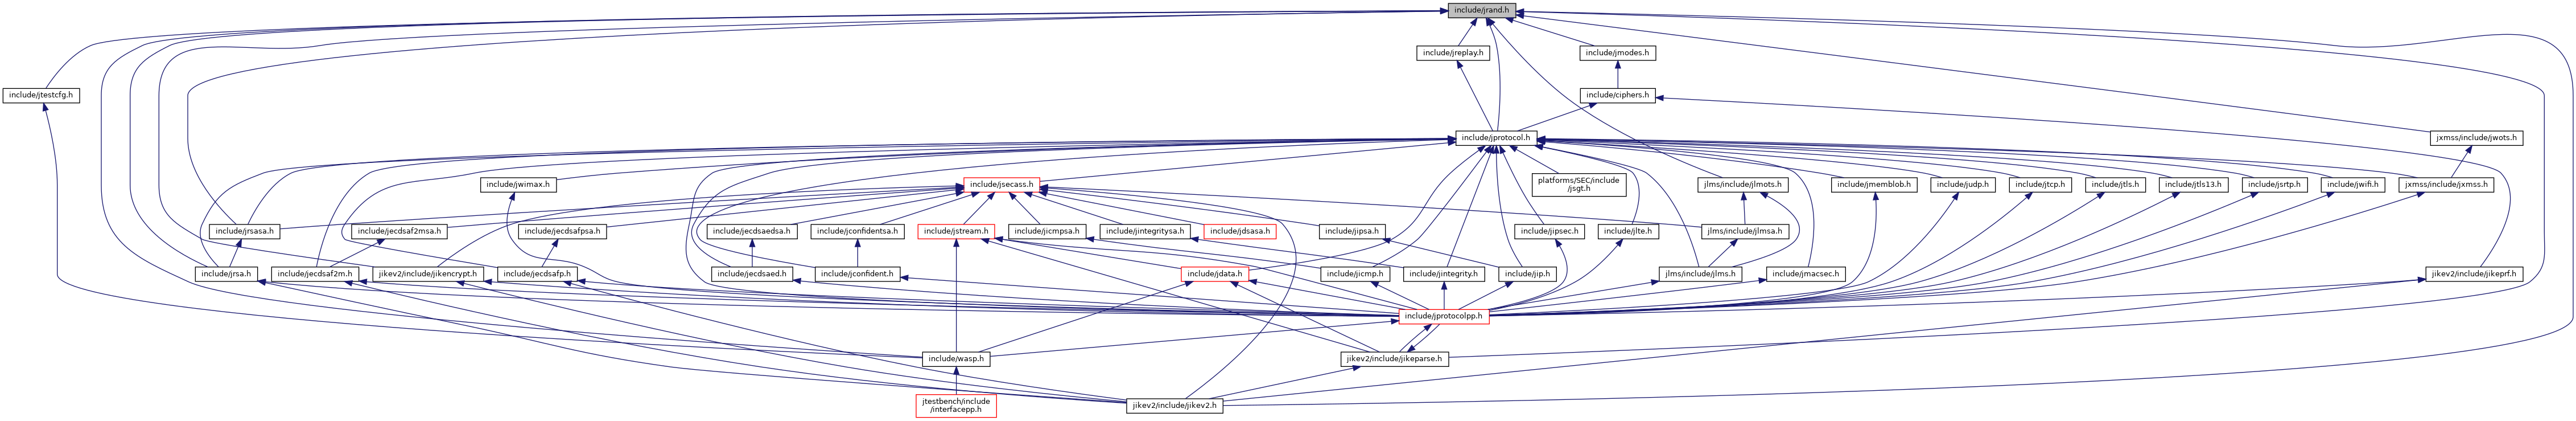 include/jrand.h
include/jreplay.h
include/jmodes.h
include/jtestcfg.h
include/ciphers.h
include/jprotocol.h
jxmss/include/jwots.h
include/jwimax.h
include/jsecass.h
platforms/SEC/include
/jsgt.h
jlms/include/jlmots.h
include/jmemblob.h
include/judp.h
include/jtcp.h
include/jtls.h
include/jtls13.h
include/jsrtp.h
include/jwifi.h
jxmss/include/jxmss.h
include/jrsasa.h
include/jecdsaf2msa.h
include/jecdsafpsa.h
include/jecdsaedsa.h
include/jconfidentsa.h
include/jstream.h
include/jicmpsa.h
include/jintegritysa.h
include/jdsasa.h
include/jipsa.h
include/jipsec.h
include/jlte.h
jlms/include/jlmsa.h
include/jrsa.h
include/jecdsaf2m.h
jikev2/include/jikencrypt.h
include/jecdsafp.h
include/jecdsaed.h
include/jconfident.h
include/jdata.h
include/jicmp.h
include/jintegrity.h
include/jip.h
jlms/include/jlms.h
include/jmacsec.h
jikev2/include/jikeprf.h
include/jprotocolpp.h
include/wasp.h
jikev2/include/jikeparse.h
jtestbench/include
/interfacepp.h
jikev2/include/jikev2.h